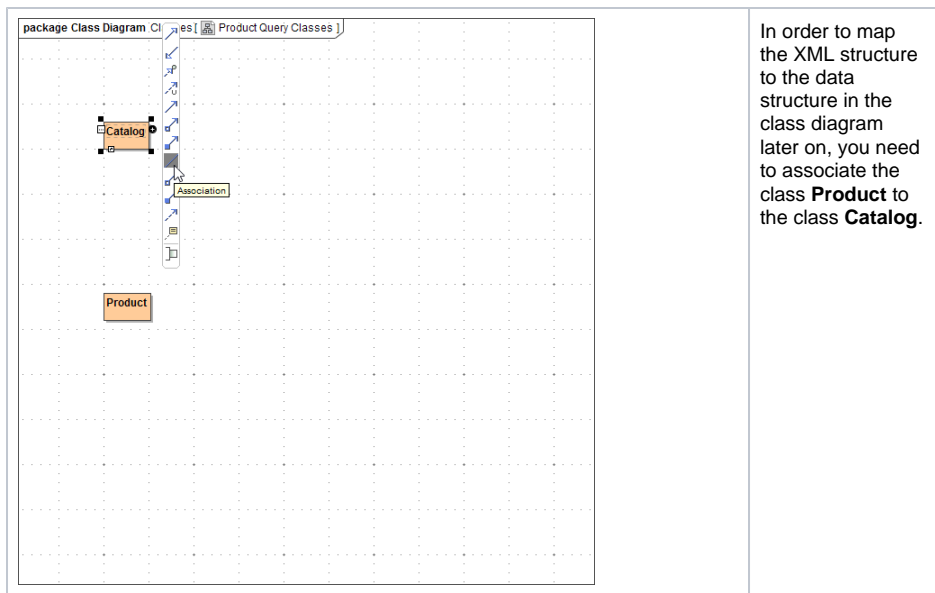 package Class Diagram Cl es [ Product Query Classes ]
Catalog
Association
Product
In order to map
the XML structure
to the data
structure in the
class diagram
later on, you need
to associate the
class Product to
the class Catalog.